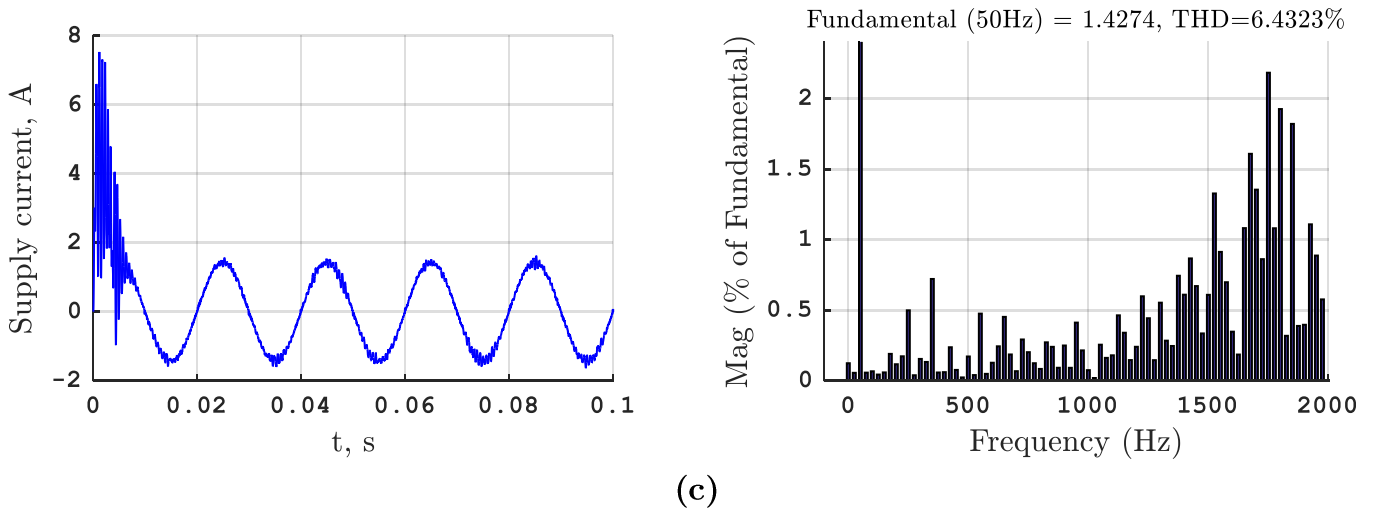 Supply current, A
8
6
4
2
0
-2
0 0.02 0.04 0.06 0.08 0.1
t, s
Fundamental (50Hz) = 1.4274, THD=6.4323%
Mag (% of Fundamental)
2
1.5
1
0.5
0
0 500 1000 1500 2000
Frequency (Hz)
(c)